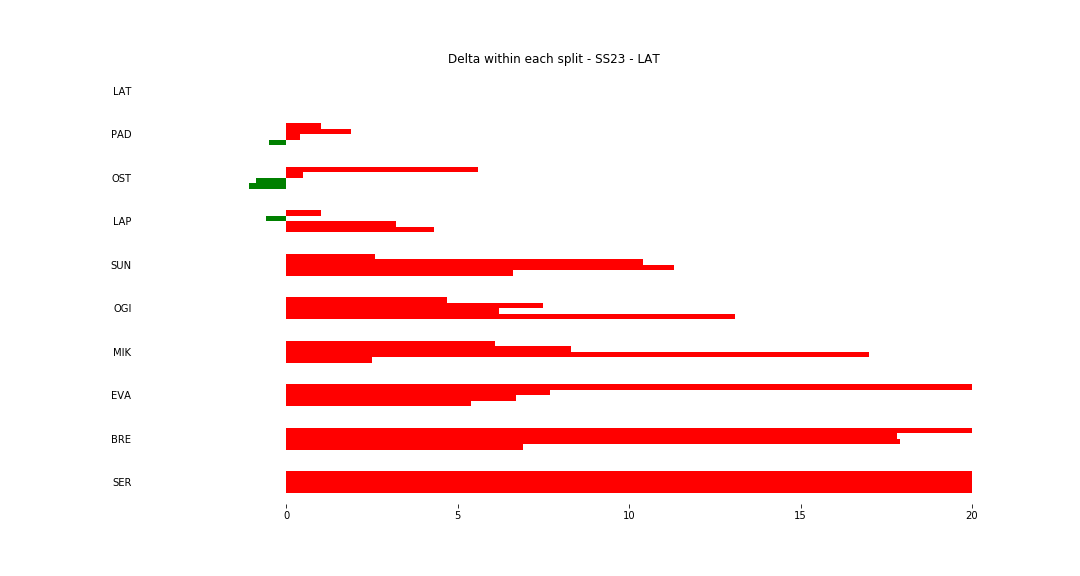 Delta within each split - SS23 - LAT
LAT
PAD
OST
LAP
SUN
OGI
MIK
EVA
BRE
SER
0 5 10 15 20